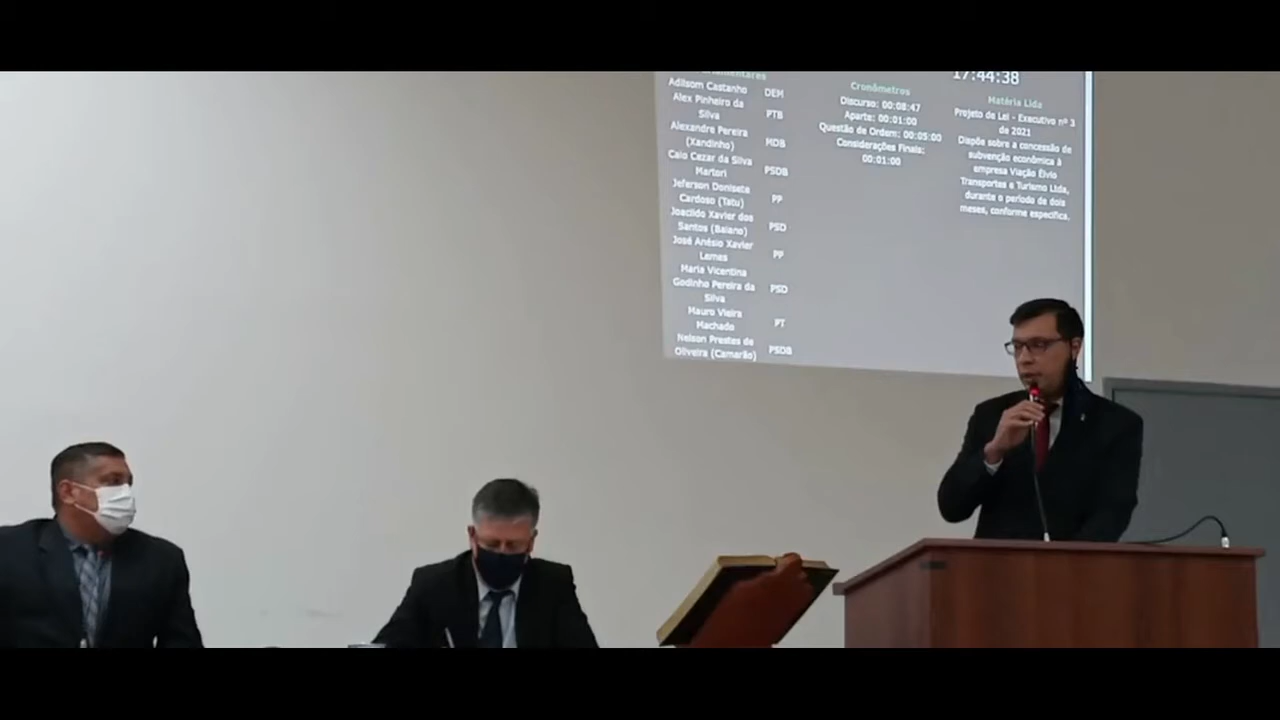 Adilsom Castanho DEM
Alex Pinheiro da
Silva PTB
Alexandre Pereira
(Xandinho) MDB
Caio Cezar da Silva
Martori PSDB
Jeferson Doniseta
Cardoso (Tatu) PP
Joacildo Xavier dos
Santos (Baiano) PSD
José Anésio Xavier
Lemes PP
Maria Vicentina
Godinho Pereira da
Silva PSD
Mauro Vieira
Machado PT
Nelson Prestes de
Oliveira (Camarão) PSDB
Cronômetros
Discurso: 00:08:47
Aparte: 00:01:00
Questão de Ordem: 00:05:00
Considerações Finais:
00:01:00
17:44:38
Matéria Lida
Projeto de Lei - Executivo nº 3
de 2021
Dispõe sobre a concessão de
subvenção econômica à
empresa Viação Élvio
Transportes e Turismo Ltda,
durante o período de dois
meses, conforme especifica.